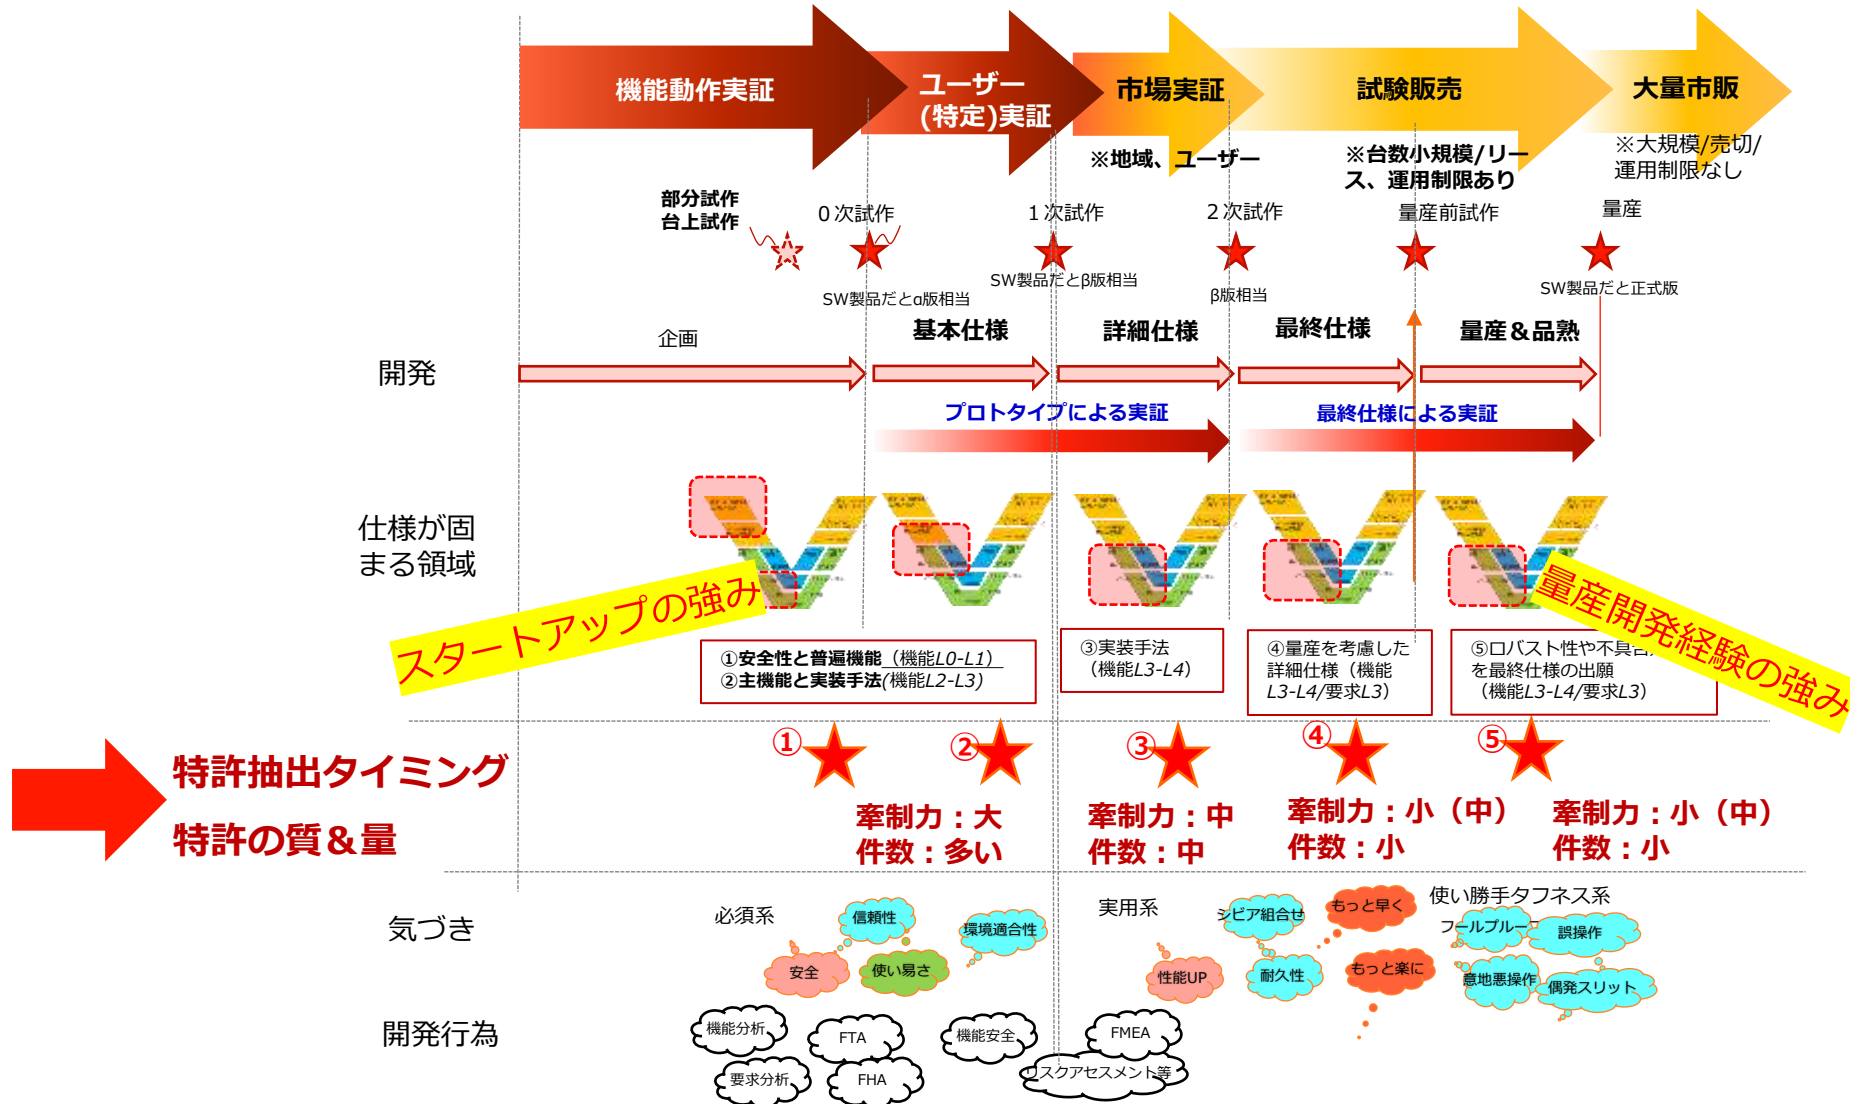 機能動作実証
ユーザー
(特定)実証
市場実証
試験販売
大量市販
※地域、ユーザー
※台数小規模/リー
ス、運用制限あり
※大規模/売切/
運用制限なし
部分試作
台上試作
0次試作
1次試作
2次試作
量産前試作
量産
SW製品だとα版相当
SW製品だとβ版相当
β版相当
SW製品だと正式版
開発
企画
基本仕様
詳細仕様
最終仕様
量産&品熟
プロトタイプによる実証
最終仕様による実証
仕様が固
まる領域
スタートアップの強み
量産開発経験の強み
①安全性と普遍機能(機能L0-L1)
②主機能と実装手法(機能L2-L3)
③実装手法
(機能L3-L4)
④量産を考慮した
詳細仕様(機能
L3-L4/要求L3)
⑤ロバスト性や不具合
を最終仕様の出願
(機能L3-L4/要求L3)
①
②
③
④
⑤
特許抽出タイミング
特許の質&量
牽制力:大
件数:多い
牽制力:中
件数:中
牽制力:小(中)
件数:小
牽制力:小(中)
件数:小
気づき
必須系
信頼性
環境適合性
安全
使い易さ
実用系
シビア組合せ
もっと早く
性能UP
耐久性
もっと楽に
使い勝手タフネス系
フールプルーフ
誤操作
意地悪操作
偶発スリット
開発行為
機能分析
FTA
機能安全
FMEA
要求分析
FHA
リスクアセスメント等